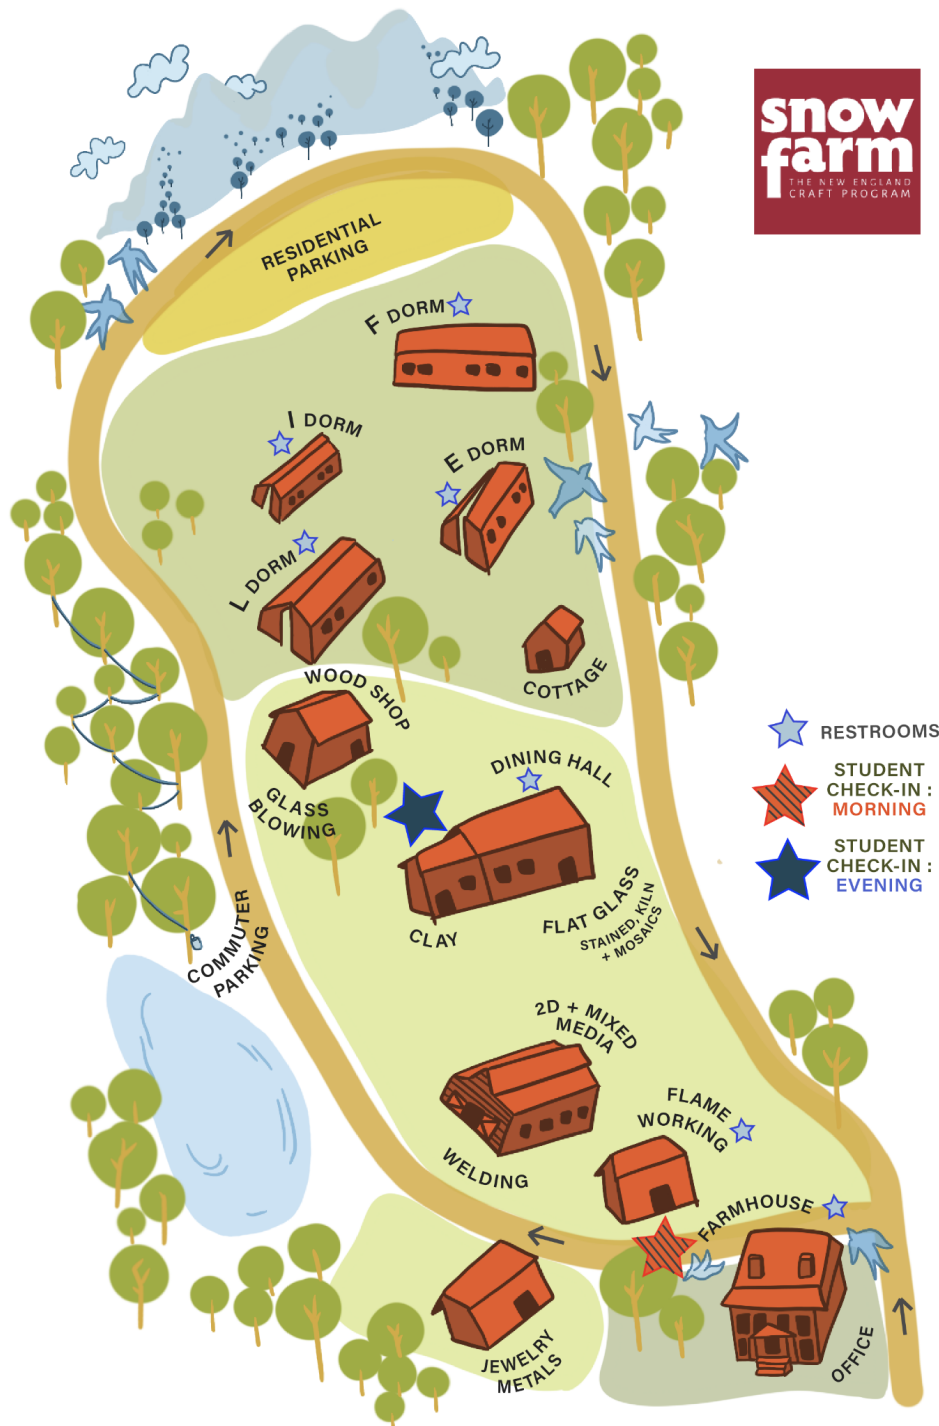 snow
farm
THE NEW ENGLAND
CRAFT PROGRAM
RESIDENTIAL
PARKING
F DORM
I DORM
E DORM
L DORM
COTTAGE
WOOD SHOP
DINING HALL
GLASS
BLOWING
RESTROOMS
STUDENT
CHECK-IN :
MORNING
STUDENT
CHECK-IN :
EVENING
CLAY
FLAT GLASS
STAINED, KILN
+ MOSAICS
COMMUTER
PARKING
2D + MIXED
MEDIA
FLAME
WORKING
WELDING
FARMHOUSE
OFFICE
JEWELRY
METALS